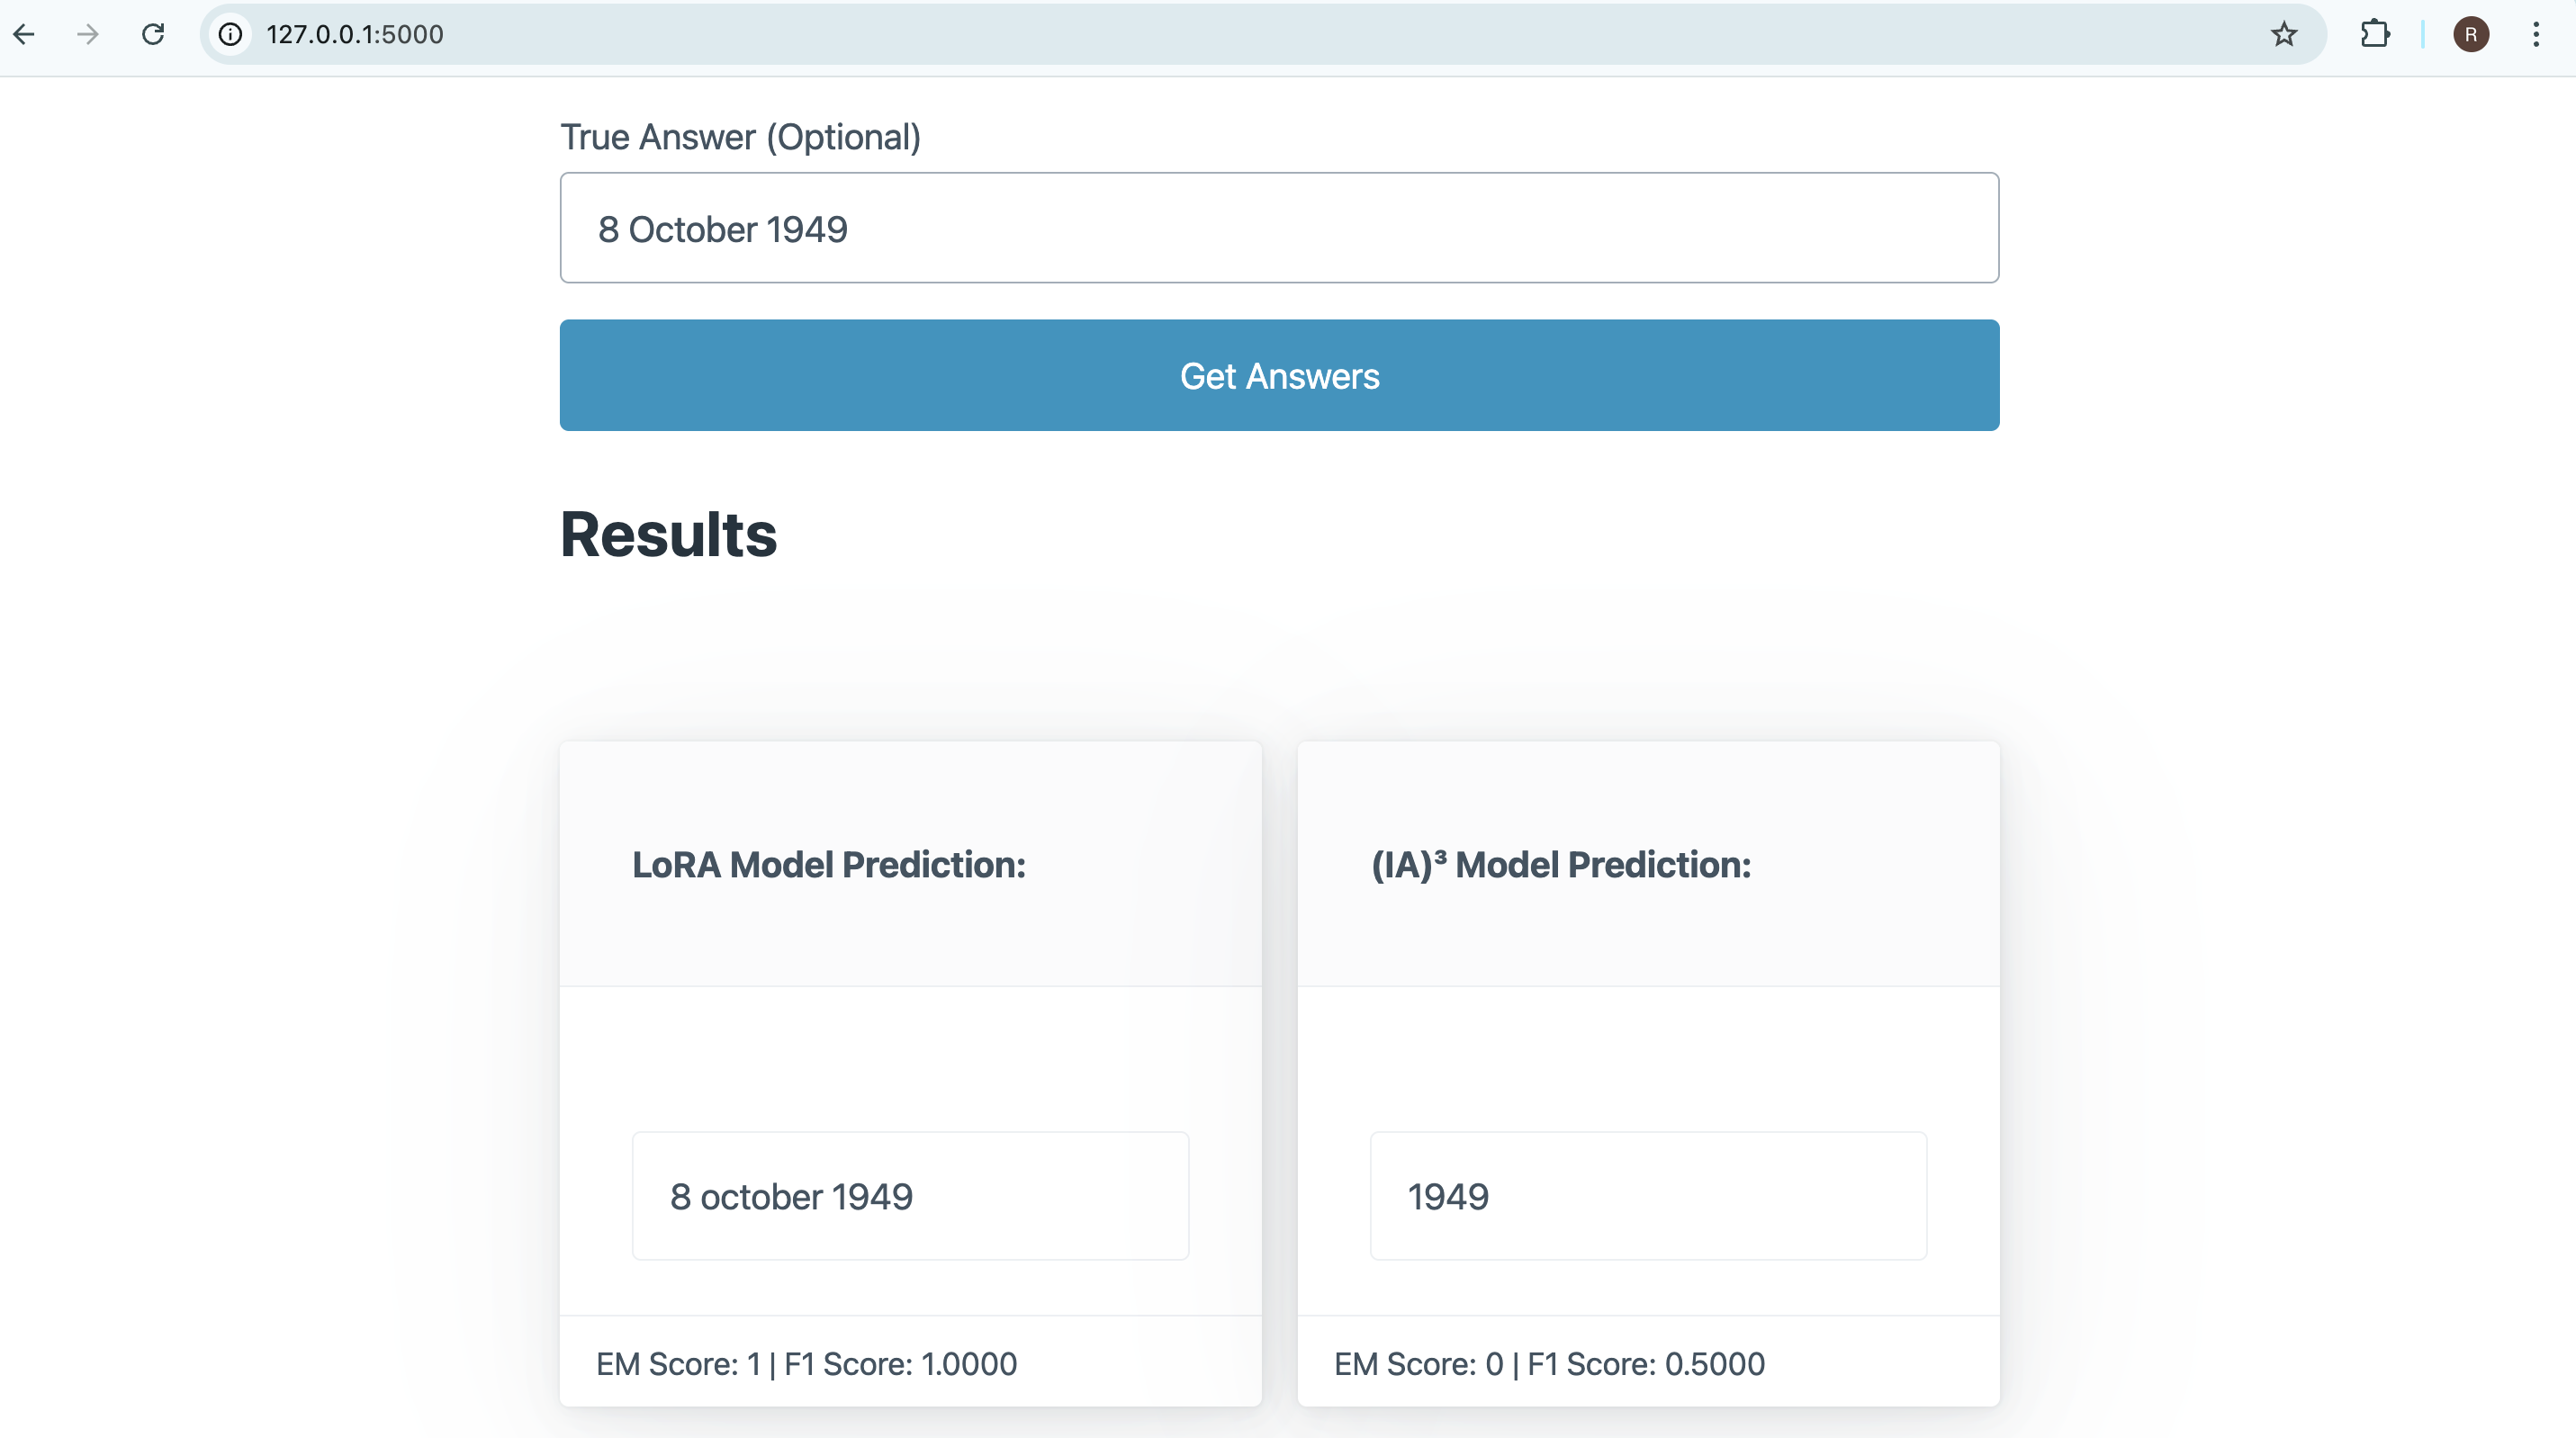 127.0.0.1:5000
R
True Answer (Optional)
8 October 1949
Get Answers
Results
LoRA Model Prediction:
8 october 1949
EM Score: 1 | F1 Score: 1.0000
(IA)³ Model Prediction:
1949
EM Score: 0 | F1 Score: 0.5000